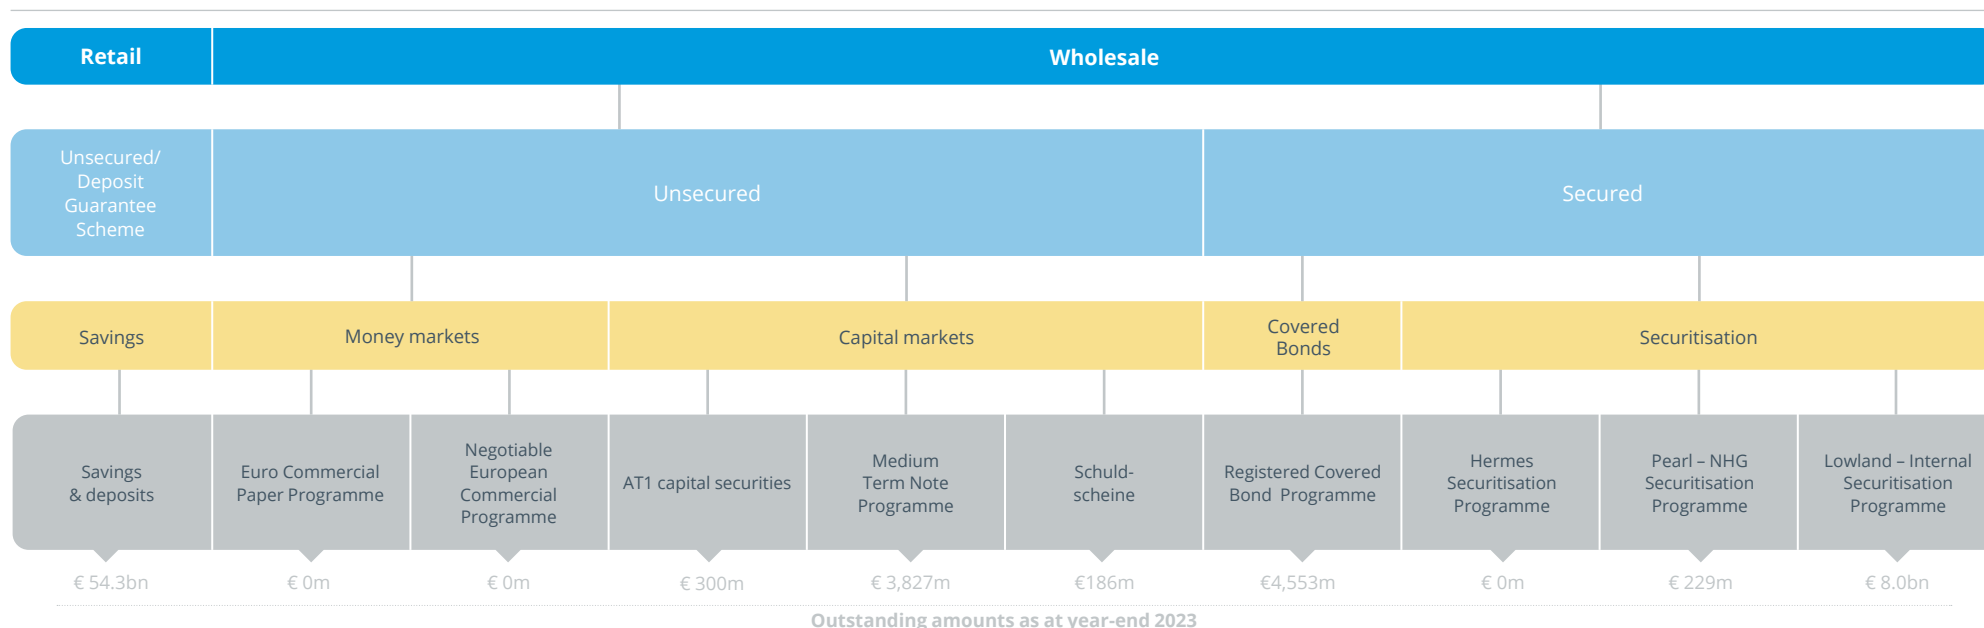 Retail
Wholesale
Unsecured/
Deposit
Guarantee
Scheme
Unsecured
Secured
Savings
Money markets
Capital markets
Covered
Bonds
Securitisation
Savings
& deposits
Euro Commercial
Paper Programme
Negotiable
European
Commercial
Programme
AT1 capital securities
Medium
Term Note
Programme
Schuld-
scheine
Registered Covered
Bond Programme
Hermes
Securitisation
Programme
Pearl – NHG
Securitisation
Programme
Lowland – Internal
Securitisation
Programme
€ 54.3bn
€ 0m
€ 0m
€ 300m
€ 3,827m
€186m
€4,553m
€ 0m
€ 229m
€ 8.0bn
Outstanding amounts as at year-end 2023